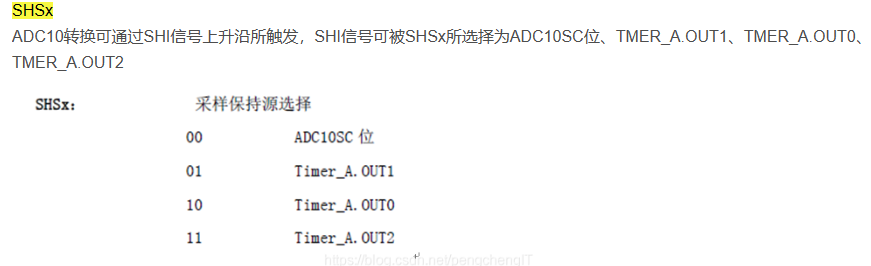 SHSx
ADC10转换可通过SHI信号上升沿所触发，SHI信号可被SHSx所选择为ADC10SC位、TMER_A.OUT1、TMER_A.OUT0、
TMER_A.OUT2
SHSx： 采样保持源选择
00 ADC10SC 位
01 Timer_A.OUT1
10 Timer_A.OUT0
11 Timer_A.OUT2
https://blog.csdn.net/pengchengIT